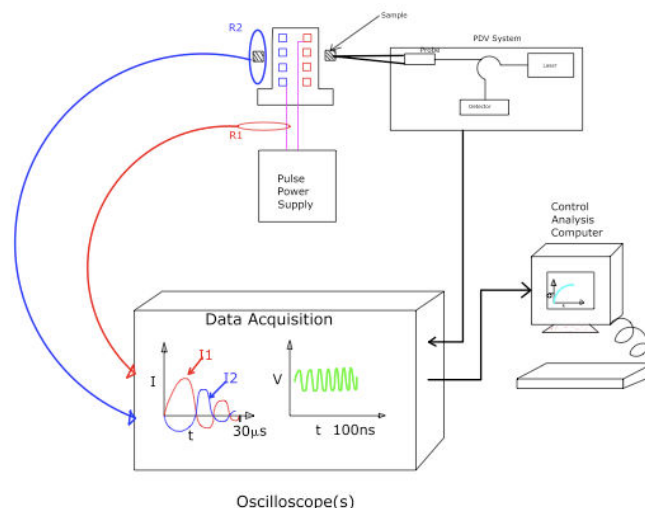 R2
Sample
PDV System
Probe
Laser
Detector
R1
Pulse
Power
Supply
Control
Analysis
Computer
Data Acquisition
I1
I
I2
V
t
30μs
t 100ns
Oscilloscope(s)